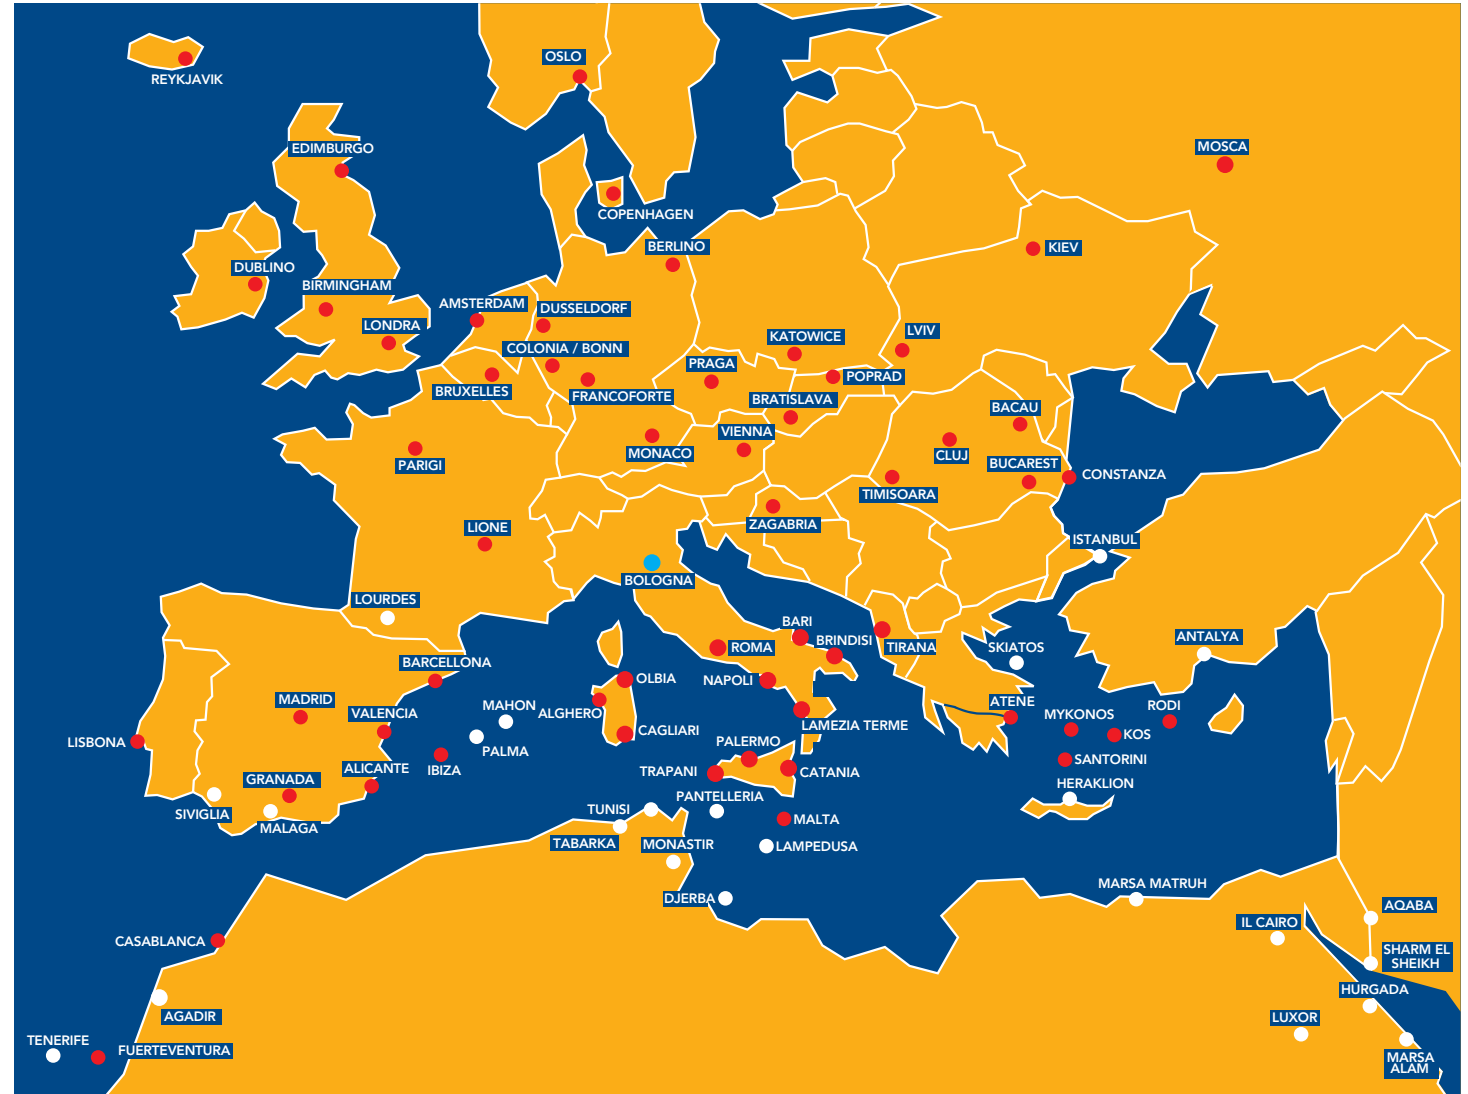 OSLO
REYKJAVIK
EDIMBURGO
MOSCA
COPENHAGEN
BERLINO
KIEV
DUBLINO
BIRMINGHAM
AMSTERDAM
DUSSELDORF
LONDRA
KATOWICE
LVIV
COLONIA / BONN
PRAGA
POPRAD
BRUXELLES
FRANCOFORTE
BRATISLAVA
BACAU
VIENNA
MONACO
CLUJ
PARIGI
BUCAREST
CONSTANZA
TIMISOARA
ZAGABRIA
LIONE
ISTANBUL
BOLOGNA
LOURDES
BARI
BRINDISI
ANTALYA
ROMA
TIRANA
SKIATOS
BARCELLONA
OLBIA
NAPOLI
MADRID
MAHON
ALGHERO
ATENE
RODI
VALENCIA
MYKONOS
LAMEZIA TERME
CAGLIARI
KOS
LISBONA
PALMA
PALERMO
SANTORINI
ALICANTE
IBIZA
TRAPANI
CATANIA
GRANADA
HERAKLION
PANTELLERIA
TUNISI
SIVIGLIA
MALTA
MALAGA
TABARKA
MONASTIR
LAMPEDUSA
MARSA MATRUH
DJERBA
AQABA
IL CAIRO
CASABLANCA
SHARM EL
SHEIKH
HURGADA
AGADIR
LUXOR
TENERIFE
FUERTEVENTURA
MARSA
ALAM